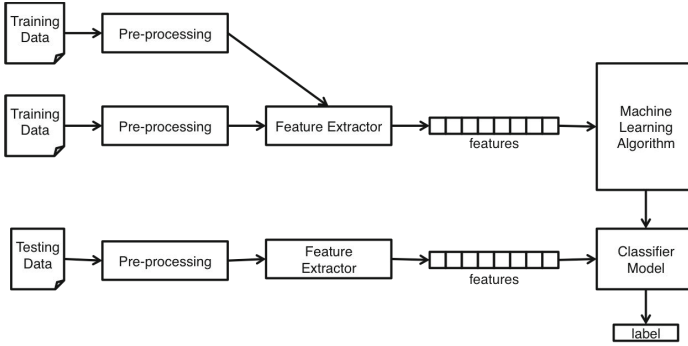 Training
Data
Pre-processing
Training
Data
Pre-processing
Feature Extractor
features
Machine
Learning
Algorithm
Testing
Data
Pre-processing
Feature
Extractor
features
Classifier
Model
label